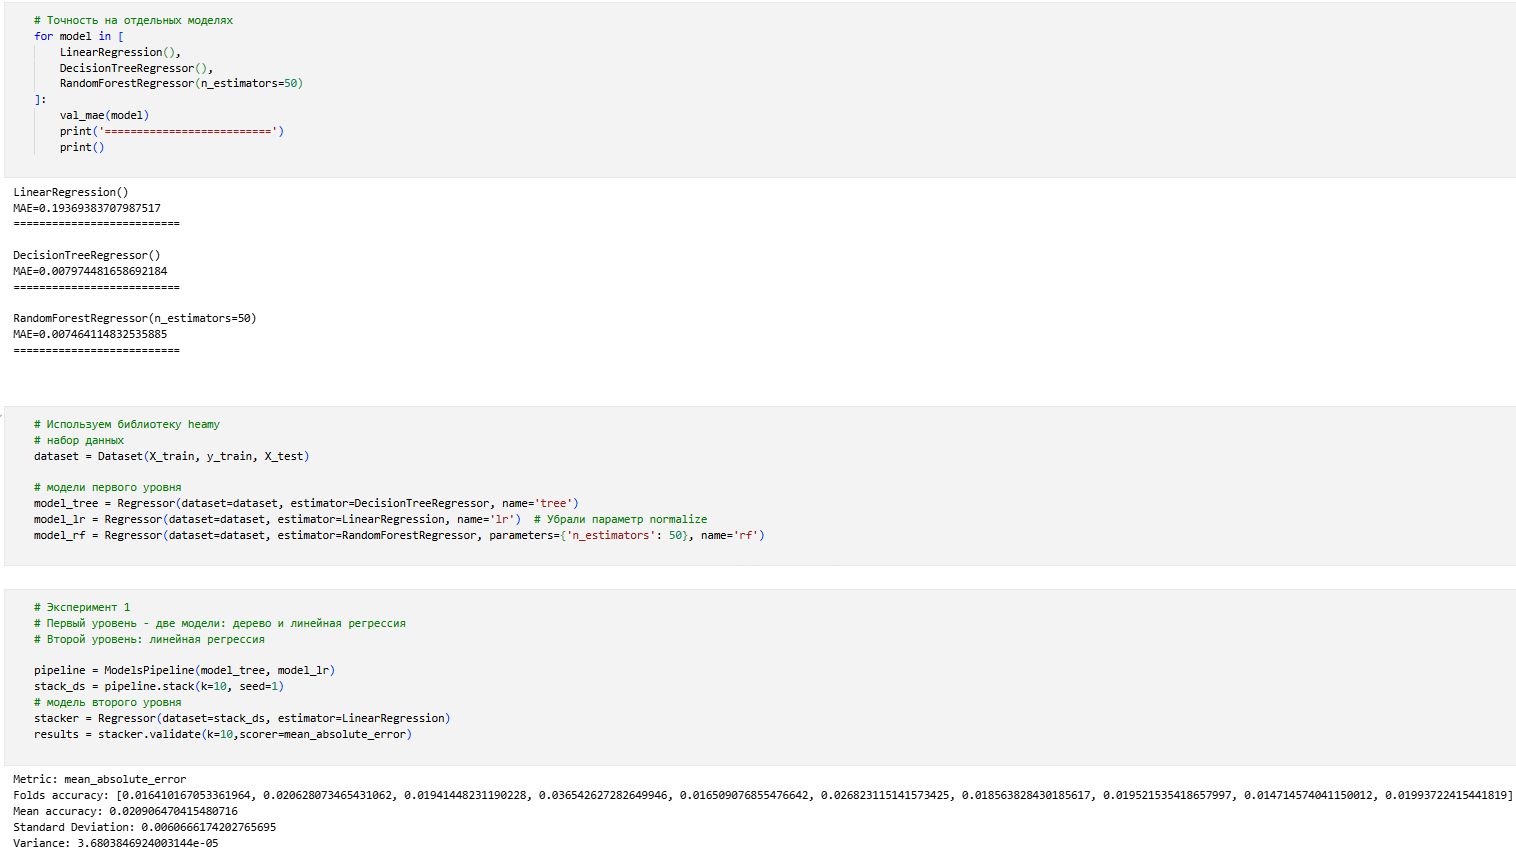 # Точность на отдельных моделях
for model in [
    LinearRegression(),
    DecisionTreeRegressor(),
    RandomForestRegressor(n_estimators=50)
]:
    val_mae(model)
    print('==========================')
    print()
LinearRegression()
MAE=0.19369383707987517
==========================
DecisionTreeRegressor()
MAE=0.007974481658692184
==========================
RandomForestRegressor(n_estimators=50)
MAE=0.007464114832535885
==========================
# Используем библиотеку heamy
# набор данных
dataset = Dataset(X_train, y_train, X_test)
# модели первого уровня
model_tree = Regressor(dataset=dataset, estimator=DecisionTreeRegressor, name='tree')
model_lr = Regressor(dataset=dataset, estimator=LinearRegression, name='lr')  # Убрали параметр normalize
model_rf = Regressor(dataset=dataset, estimator=RandomForestRegressor, parameters={'n_estimators': 50}, name='rf')
# Эксперимент 1
# Первый уровень - две модели: дерево и линейная регрессия
# Второй уровень: линейная регрессия
pipeline = ModelsPipeline(model_tree, model_lr)
stack_ds = pipeline.stack(k=10, seed=1)
# модель второго уровня
stacker = Regressor(dataset=stack_ds, estimator=LinearRegression)
results = stacker.validate(k=10,scorer=mean_absolute_error)
Metric: mean_absolute_error
Folds accuracy: [0.016410167053361964, 0.020628073465431062, 0.01941448231190228, 0.036542627282649946, 0.016509076855476642, 0.026823115141573425, 0.018563828430185617, 0.019521535418657997, 0.014714574041150012, 0.01993722415441819]
Mean accuracy: 0.020906470415480716
Standard Deviation: 0.0060666174202765695
Variance: 3.6803846924003144e-05